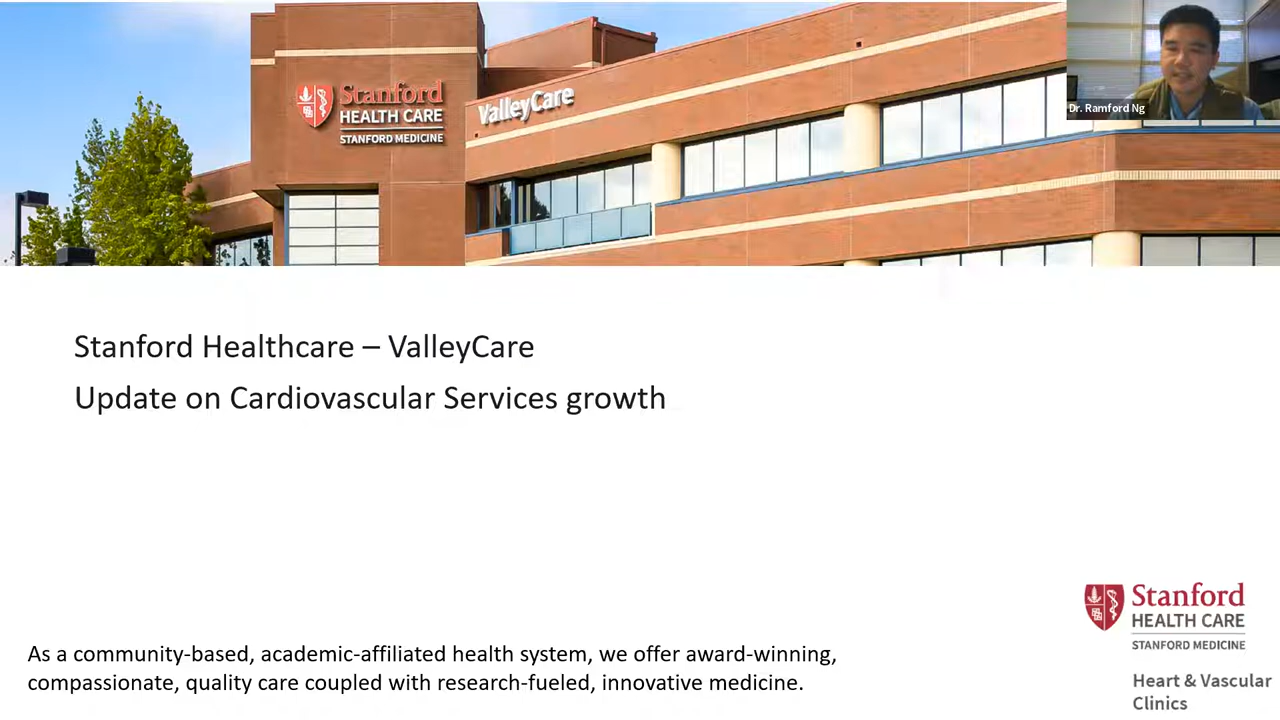 Stanford
HEALTH CARE
STANFORD MEDICINE
ValleyCare
Dr. Ramford Ng
Stanford Healthcare – ValleyCare
Update on Cardiovascular Services growth
As a community-based, academic-affiliated health system, we offer award-winning,
compassionate, quality care coupled with research-fueled, innovative medicine.
Stanford
HEALTH CARE
STANFORD MEDICINE
Heart & Vascular
Clinics